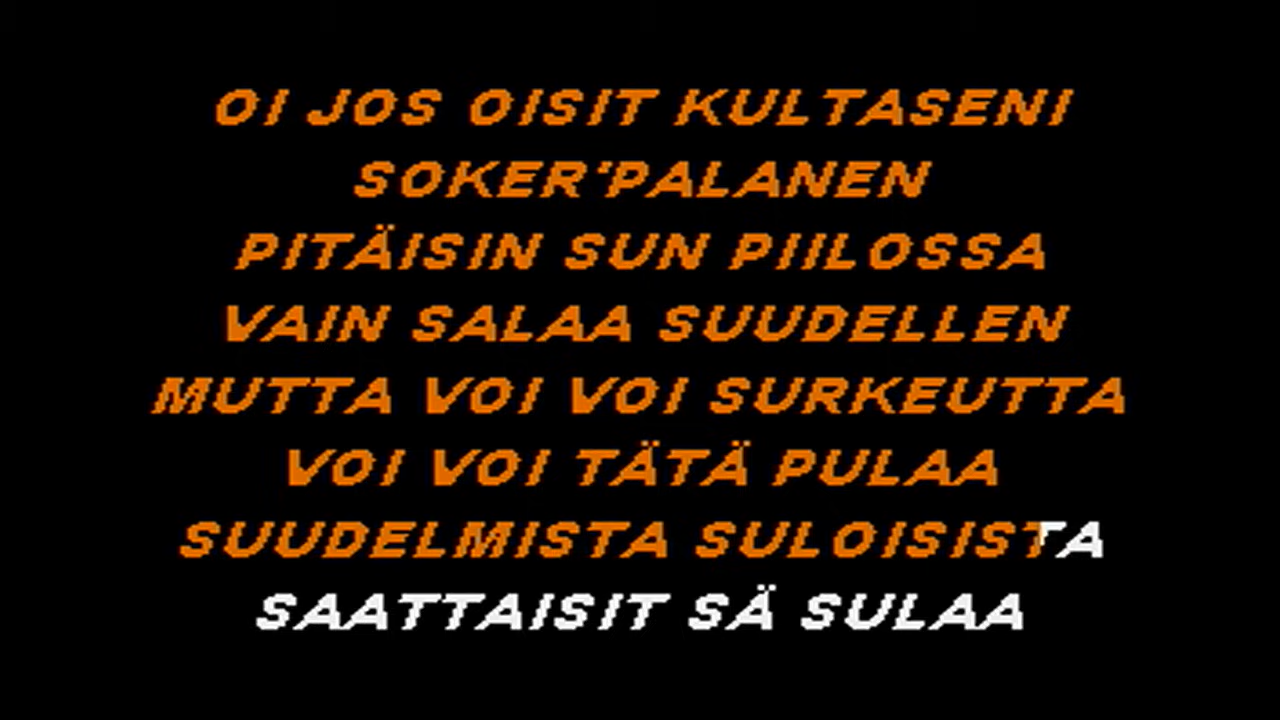 OI JOS OISIT KULTASENI
SOKER'PALANEN
PITÄISIN SUN PIILOSSA
VAIN SALAA SUUDELLEN
MUTTA VOI VOI SURKEUTTA
VOI VOI TÄTÄ PULAA
SUUDELMISTA SULOISISTA
SAATTAISIT SÄ SULAA